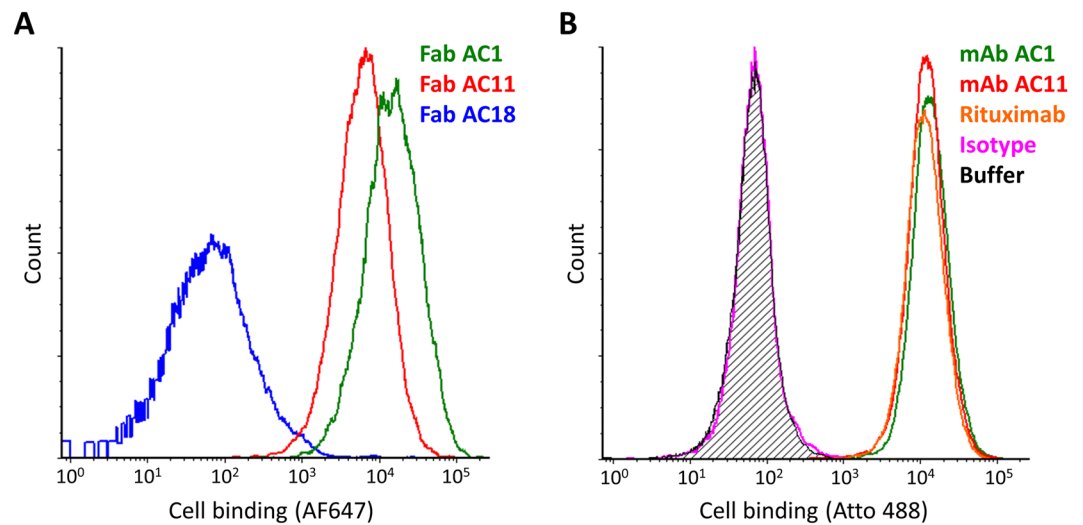 A
Fab AC1
Fab AC11
Fab AC18
Count
10⁰ 10¹ 10² 10³ 10⁴ 10⁵
Cell binding (AF647)
B
mAb AC1
mAb AC11
Rituximab
Isotype
Buffer
Count
10⁰ 10¹ 10² 10³ 10⁴ 10⁵
Cell binding (Atto 488)